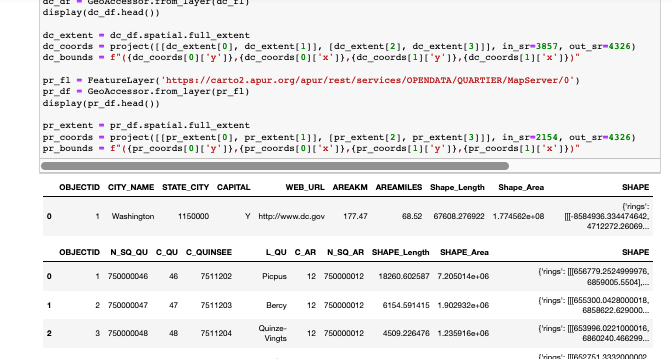 dc_df = GeoAccessor.from_layer(dc_fl)
display(dc_df.head())
dc_extent = dc_df.spatial.full_extent
dc_coords = project([[dc_extent[0], dc_extent[1]], [dc_extent[2], dc_extent[3]]], in_sr=3857, out_sr=4326)
dc_bounds = f"({dc_coords[0]['y']},{dc_coords[0]['x']},{dc_coords[1]['y']},{dc_coords[1]['x']})"
pr_fl = FeatureLayer('https://carto2.apur.org/apur/rest/services/OPENDATA/QUARTIER/MapServer/0')
pr_df = GeoAccessor.from_layer(pr_fl)
display(pr_df.head())
pr_extent = pr_df.spatial.full_extent
pr_coords = project([[pr_extent[0], pr_extent[1]], [pr_extent[2], pr_extent[3]]], in_sr=2154, out_sr=4326)
pr_bounds = f"({pr_coords[0]['y']},{pr_coords[0]['x']},{pr_coords[1]['y']},{pr_coords[1]['x']})"
OBJECTID CITY_NAME STATE_CITY CAPITAL WEB_URL AREAKM AREAMILES Shape_Length Shape_Area SHAPE
0 1 Washington 1150000 Y http://www.dc.gov 177.47 68.52 67608.276922 1.774562e+08 {'rings': [[[-8584936.334474642, 4712272.26069...
OBJECTID N_SQ_QU C_QU C_QUINSEE L_QU C_AR N_SQ_AR SHAPE_Length SHAPE_Area SHAPE
0 1 750000046 46 7511202 Picpus 12 750000012 18260.602587 7.205014e+06 {'rings': [[[656779.2524999976, 6859005.5504],...
1 2 750000047 47 7511203 Bercy 12 750000012 6154.591415 1.902932e+06 {'rings': [[[655300.0428000018, 6858622.629000...
2 3 750000048 48 7511204 Quinze-Vingts 12 750000012 4509.226476 1.235916e+06 {'rings': [[[653996.0221000016, 6860240.466299...